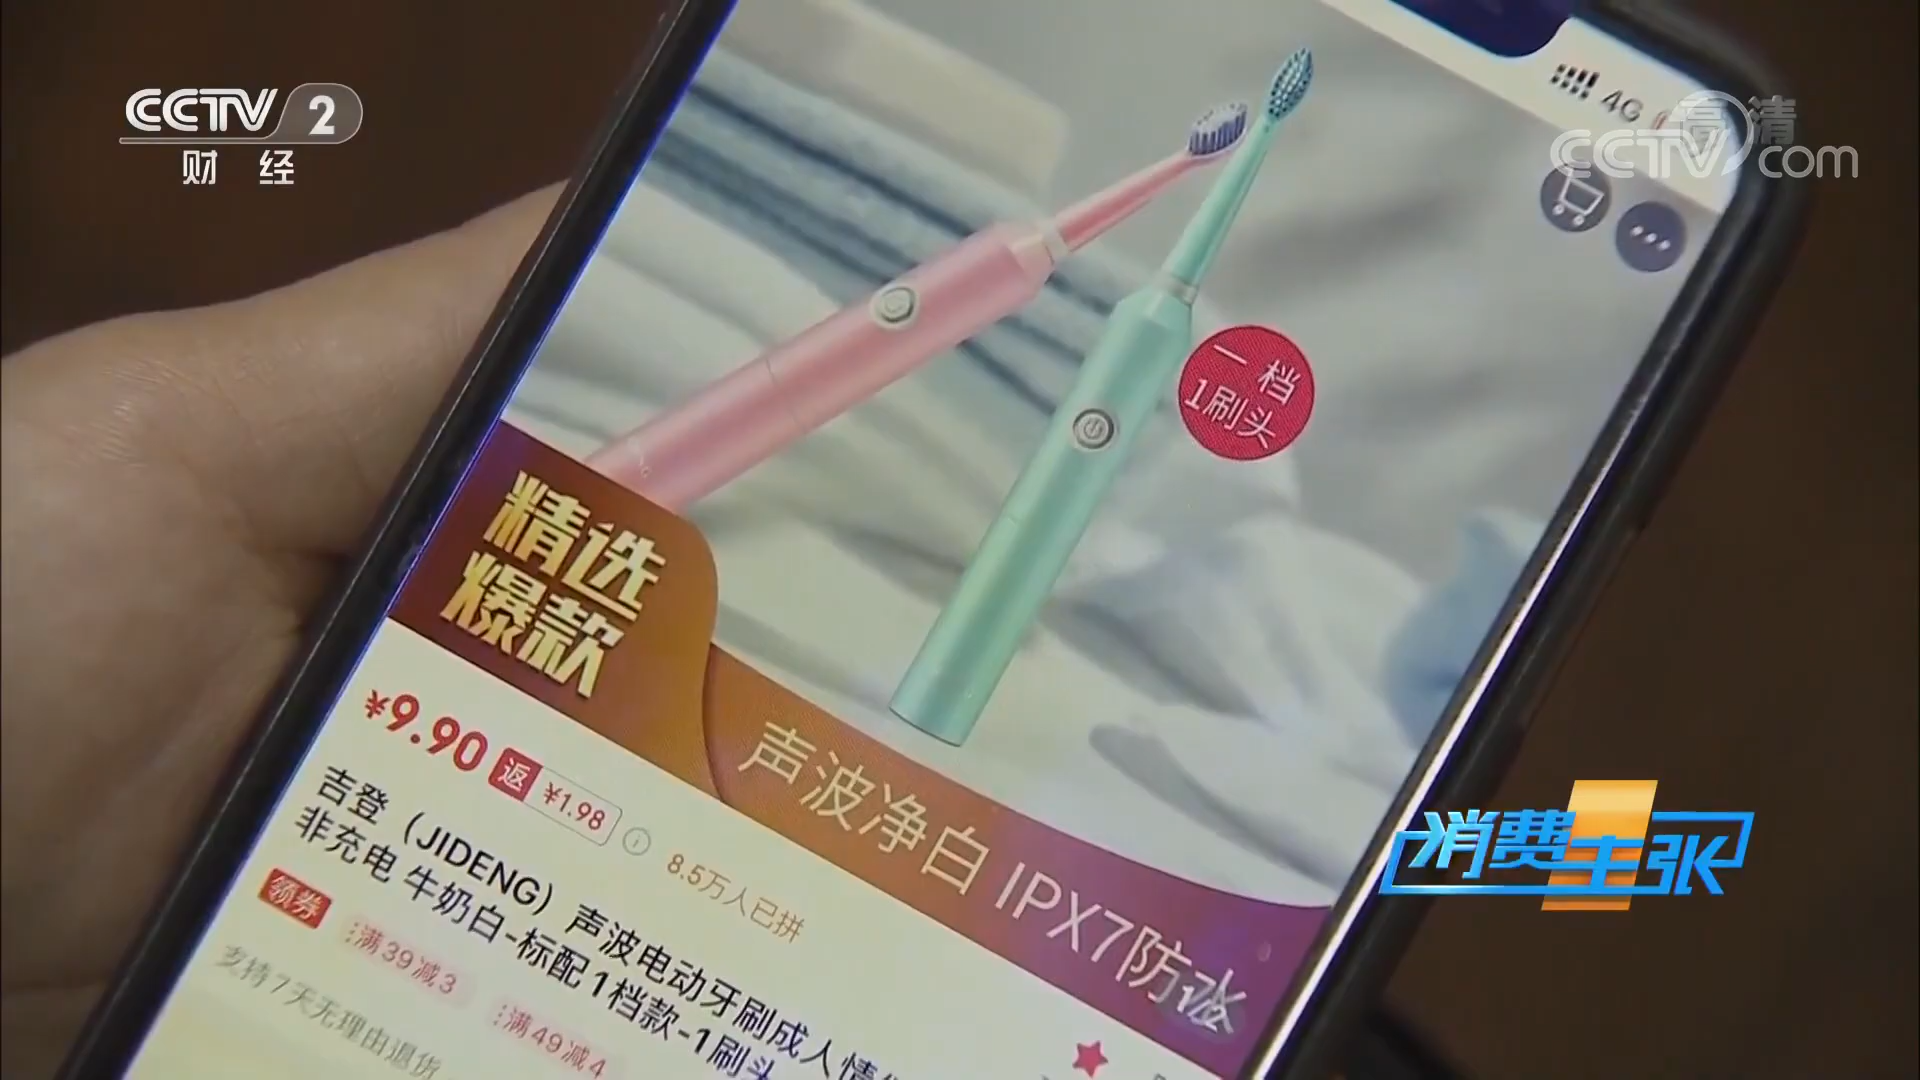 CCTV 2
财经
4G
高清
CCTV com
一档
1刷头
精选
爆款
声波净白 IPX7防水
¥9.90 返 ¥1.98
8.5万人已拼
吉登（JIDENG）声波电动牙刷成人情
非充电 牛奶白-标配1档款-1刷头
领券 满39减3 满49减4
支持7天无理由退货
消费主张